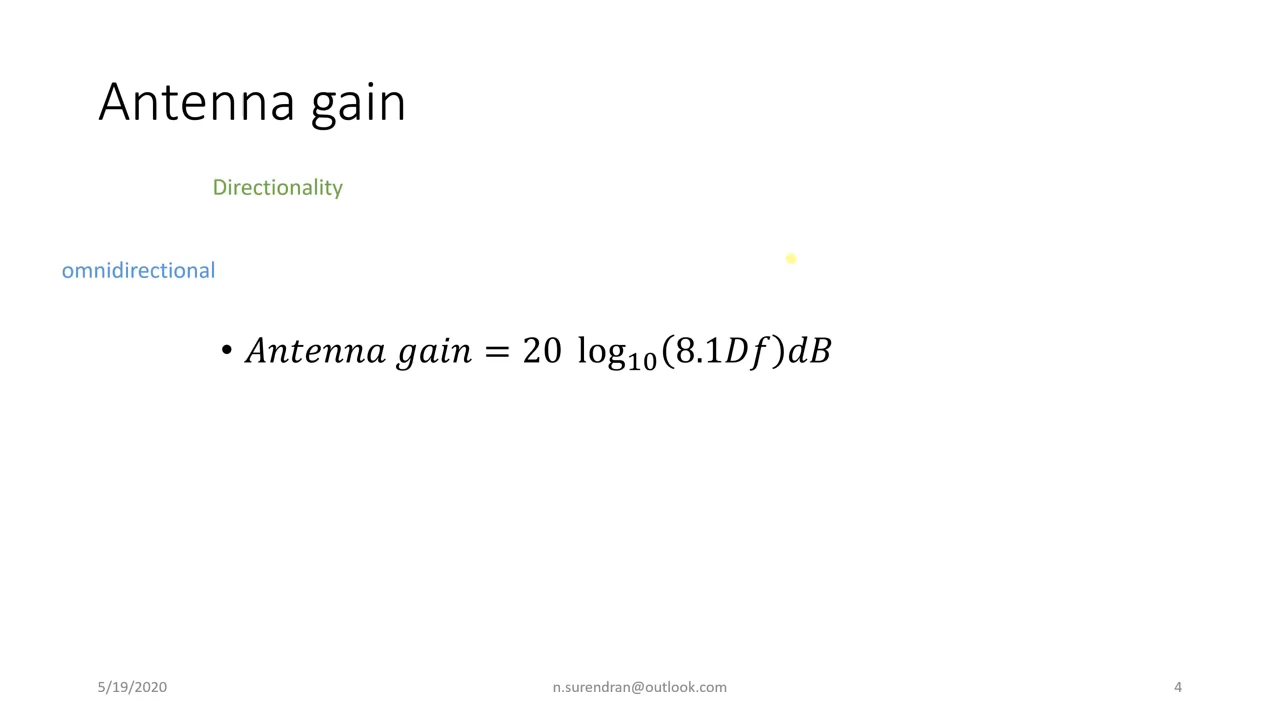 Antenna gain
Directionality
omnidirectional
• 𝐴𝑛𝑡𝑒𝑛𝑛𝑎 𝑔𝑎𝑖𝑛 = 20 log₁₀(8.1𝐷𝑓)𝑑𝐵
5/19/2020
n.surendran@outlook.com
4